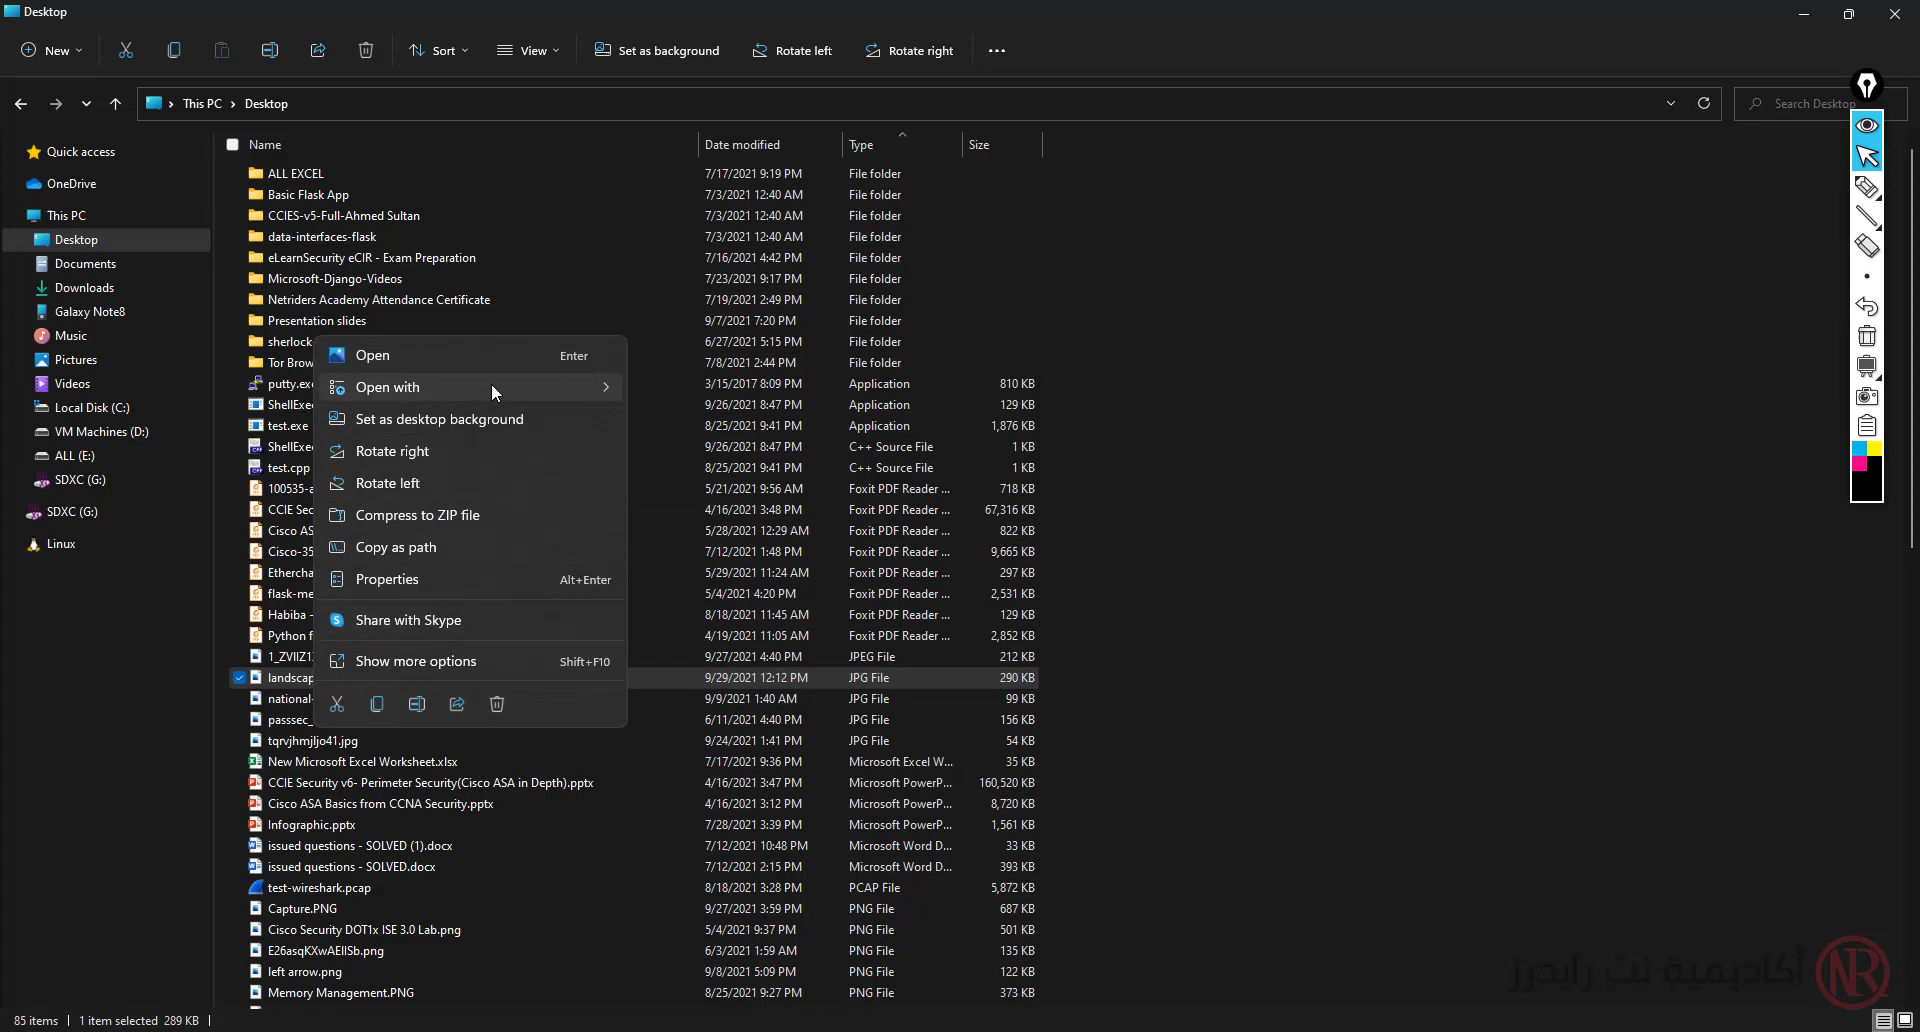 Desktop
New
Sort
View
Set as background
Rotate left
Rotate right
This PC > Desktop
Search Desktop
Quick access
OneDrive
This PC
Desktop
Documents
Downloads
Galaxy Note8
Music
Pictures
Videos
Local Disk (C:)
VM Machines (D:)
ALL (E:)
SDXC (G:)
SDXC (G:)
Linux
Name Date modified Type Size
ALL EXCEL 7/17/2021 9:19 PM File folder
Basic Flask App 7/3/2021 12:40 AM File folder
CCIES-v5-Full-Ahmed Sultan 7/3/2021 12:40 AM File folder
data-interfaces-flask 7/3/2021 12:40 AM File folder
eLearnSecurity eCIR - Exam Preparation 7/16/2021 4:42 PM File folder
Microsoft-Django-Videos 7/23/2021 9:17 PM File folder
Netriders Academy Attendance Certificate 7/19/2021 2:49 PM File folder
Presentation slides 9/7/2021 7:20 PM File folder
sherlock 6/27/2021 5:15 PM File folder
Tor Brow 7/8/2021 2:44 PM File folder
putty.ex 3/15/2017 8:09 PM Application 810 KB
ShellExe 9/26/2021 8:47 PM Application 129 KB
test.exe 8/25/2021 9:41 PM Application 1,876 KB
ShellExe 9/26/2021 8:47 PM C++ Source File 1 KB
test.cpp 8/25/2021 9:41 PM C++ Source File 1 KB
100535-a 5/21/2021 9:56 AM Foxit PDF Reader ... 718 KB
CCIE Sec 4/16/2021 3:48 PM Foxit PDF Reader ... 67,316 KB
Cisco AS 5/28/2021 12:29 AM Foxit PDF Reader ... 822 KB
Cisco-35 7/12/2021 1:48 PM Foxit PDF Reader ... 9,665 KB
Ethercha 5/29/2021 11:24 AM Foxit PDF Reader ... 297 KB
flask-me 5/4/2021 4:20 PM Foxit PDF Reader ... 2,531 KB
Habiba - 8/18/2021 11:45 AM Foxit PDF Reader ... 129 KB
Python f 4/19/2021 11:05 AM Foxit PDF Reader ... 2,852 KB
1_ZVIIZ1 9/27/2021 4:40 PM JPEG File 212 KB
landscap 9/29/2021 12:12 PM JPG File 290 KB
national- 9/9/2021 1:40 AM JPG File 99 KB
passsec_ 6/11/2021 4:40 PM JPG File 156 KB
tqrvjhmjljo41.jpg 9/24/2021 1:41 PM JPG File 54 KB
New Microsoft Excel Worksheet.xlsx 7/17/2021 9:36 PM Microsoft Excel W... 35 KB
CCIE Security v6- Perimeter Security(Cisco ASA in Depth).pptx 4/16/2021 3:47 PM Microsoft PowerP... 160,520 KB
Cisco ASA Basics from CCNA Security.pptx 4/16/2021 3:12 PM Microsoft PowerP... 8,720 KB
Infographic.pptx 7/28/2021 3:39 PM Microsoft PowerP... 1,561 KB
issued questions - SOLVED (1).docx 7/12/2021 10:48 PM Microsoft Word D... 33 KB
issued questions - SOLVED.docx 7/12/2021 2:15 PM Microsoft Word D... 393 KB
test-wireshark.pcap 8/18/2021 3:28 PM PCAP File 5,872 KB
Capture.PNG 9/27/2021 3:59 PM PNG File 687 KB
Cisco Security DOT1x ISE 3.0 Lab.png 5/4/2021 9:37 PM PNG File 501 KB
E26asqKXwAEIISb.png 6/3/2021 1:59 AM PNG File 135 KB
left arrow.png 9/8/2021 5:09 PM PNG File 122 KB
Memory Management.PNG 8/25/2021 9:27 PM PNG File 373 KB
Open Enter
Open with
Set as desktop background
Rotate right
Rotate left
Compress to ZIP file
Copy as path
Properties Alt+Enter
Share with Skype
Show more options Shift+F10
أكاديمية نت رايدرز NR
85 items 1 item selected 289 KB